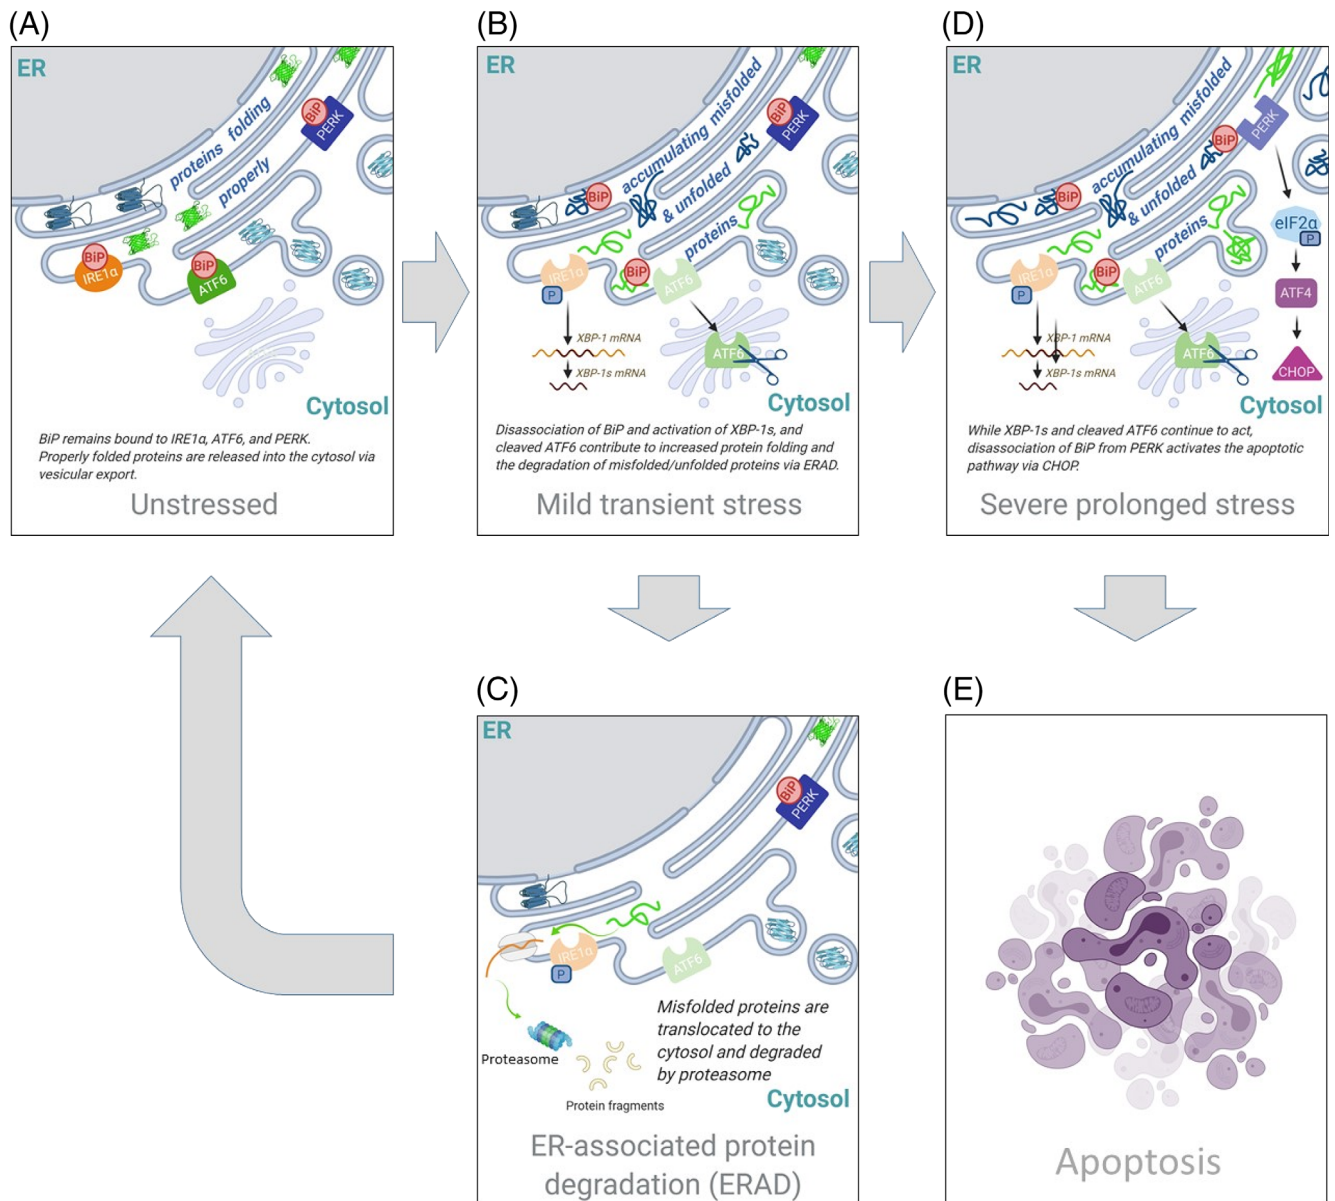 (A)
ER
proteins folding
properly
BiP
PERK
BiP
IRE1α
BiP
ATF6
Cytosol
BiP remains bound to IRE1α, ATF6, and PERK.
Properly folded proteins are released into the cytosol via
vesicular export.
Unstressed
(B)
ER
accumulating misfolded
& unfolded
proteins
BiP
PERK
BiP
IRE1α
P
BiP
ATF6
XBP-1 mRNA
XBP-1s mRNA
ATF6
Cytosol
Disassociation of BiP and activation of XBP-1s, and
cleaved ATF6 contribute to increased protein folding and
the degradation of misfolded/unfolded proteins via ERAD.
Mild transient stress
(D)
ER
accumulating misfolded
& unfolded
proteins
BiP
PERK
BiP
IRE1α
P
BiP
ATF6
eIF2α
P
ATF4
CHOP
XBP-1 mRNA
XBP-1s mRNA
ATF6
Cytosol
While XBP-1s and cleaved ATF6 continue to act,
disassociation of BiP from PERK activates the apoptotic
pathway via CHOP.
Severe prolonged stress
(C)
ER
BiP
PERK
IRE1α
P
ATF6
Misfolded proteins are
translocated to the
cytosol and degraded
by proteasome
Proteasome
Protein fragments
Cytosol
ER-associated protein
degradation (ERAD)
(E)
Apoptosis